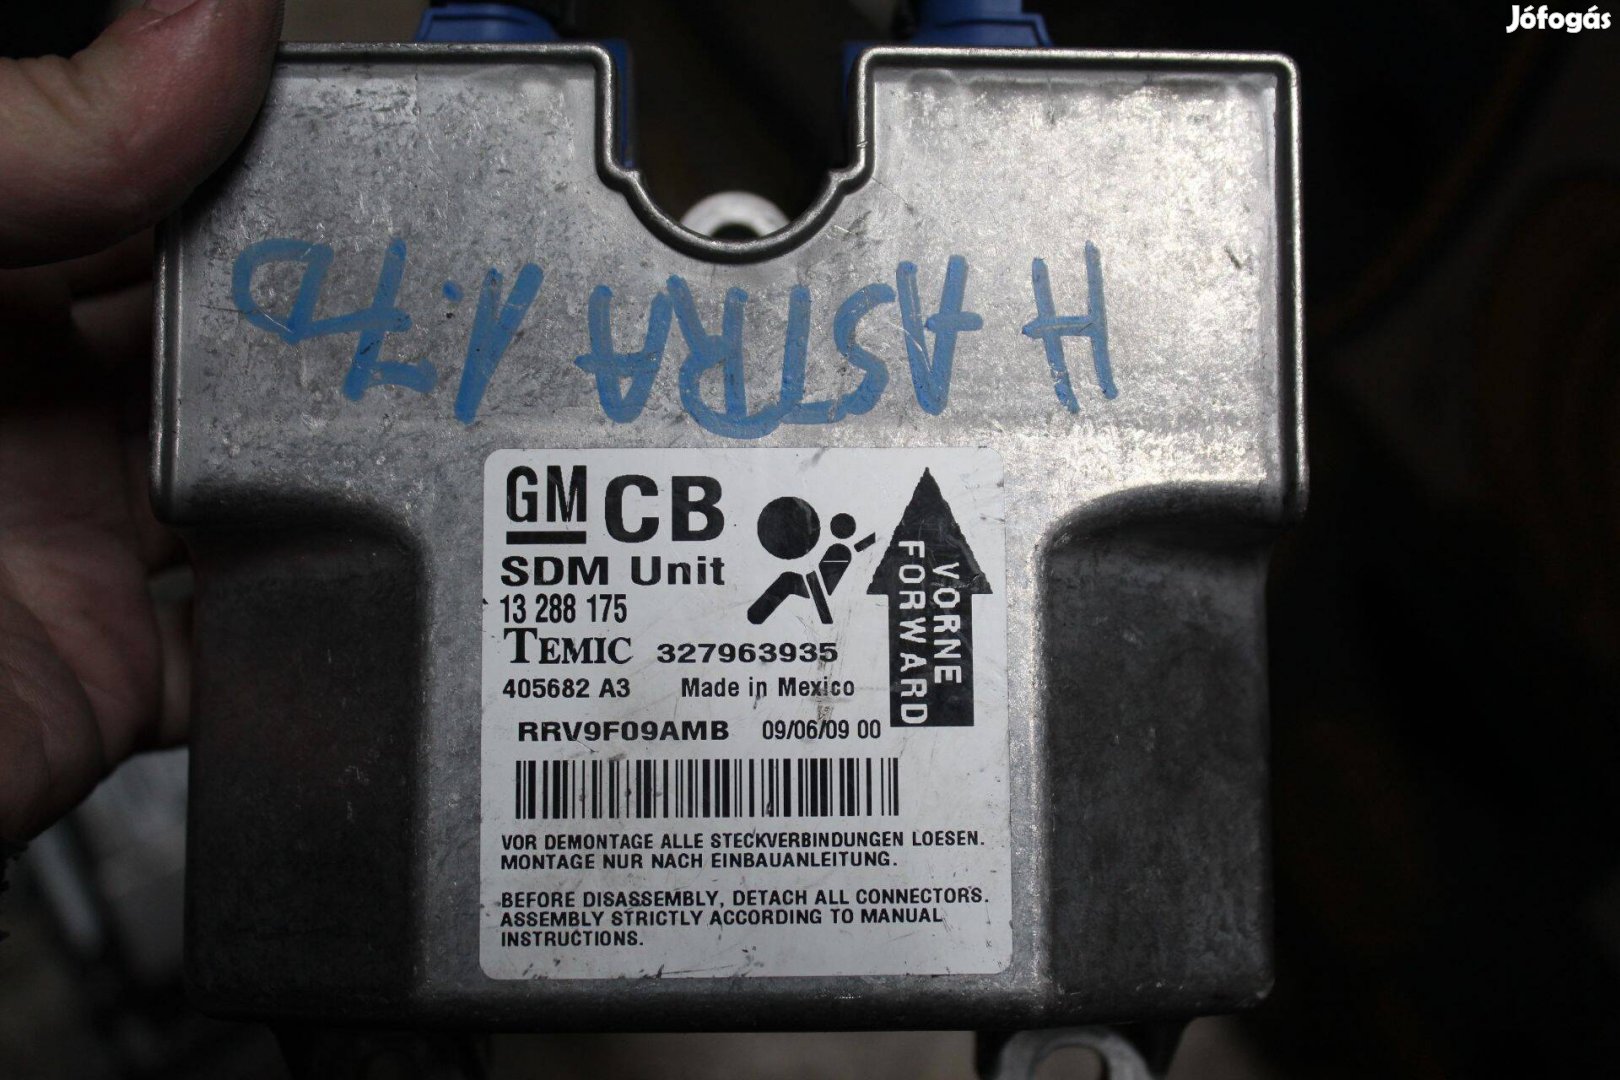 Jófogás
H ASTRA 1.7TD
GM CB
SDM Unit
13 288 175
TEMIC 327963935
405682 A3 Made in Mexico
RRV9F09AMB 09/06/09 00
VORNE
FORWARD
VOR DEMONTAGE ALLE STECKVERBINDUNGEN LOESEN.
MONTAGE NUR NACH EINBAUANLEITUNG.
BEFORE DISASSEMBLY, DETACH ALL CONNECTORS.
ASSEMBLY STRICTLY ACCORDING TO MANUAL
INSTRUCTIONS.